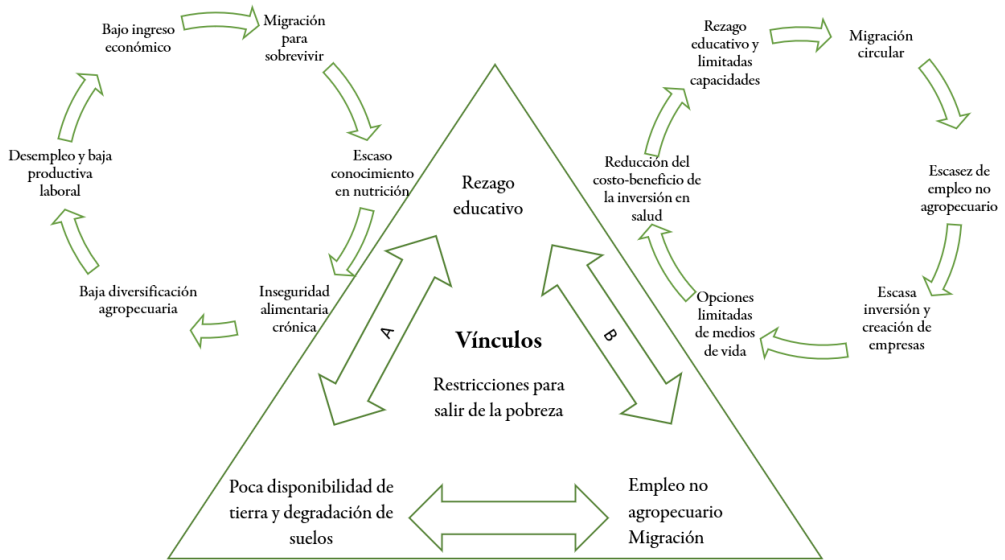 Bajo ingreso
económico
Migración
para
sobrevivir
Escaso
conocimiento
en nutrición
Inseguridad
alimentaria
crónica
Baja diversificación
agropecuaria
Desempleo y baja
productiva
laboral
Rezago
educativo y
limitadas
capacidades
Migración
circular
Escasez de
empleo no
agropecuario
Escasa
inversión y
creación de
empresas
Opciones
limitadas
de medios
de vida
Reducción del
costo-beneficio de
la inversión en
salud
Rezago
educativo
A
B
Vínculos
Restricciones para
salir de la pobreza
Poca disponibilidad de
tierra y degradación de
suelos
Empleo no
agropecuario
Migración